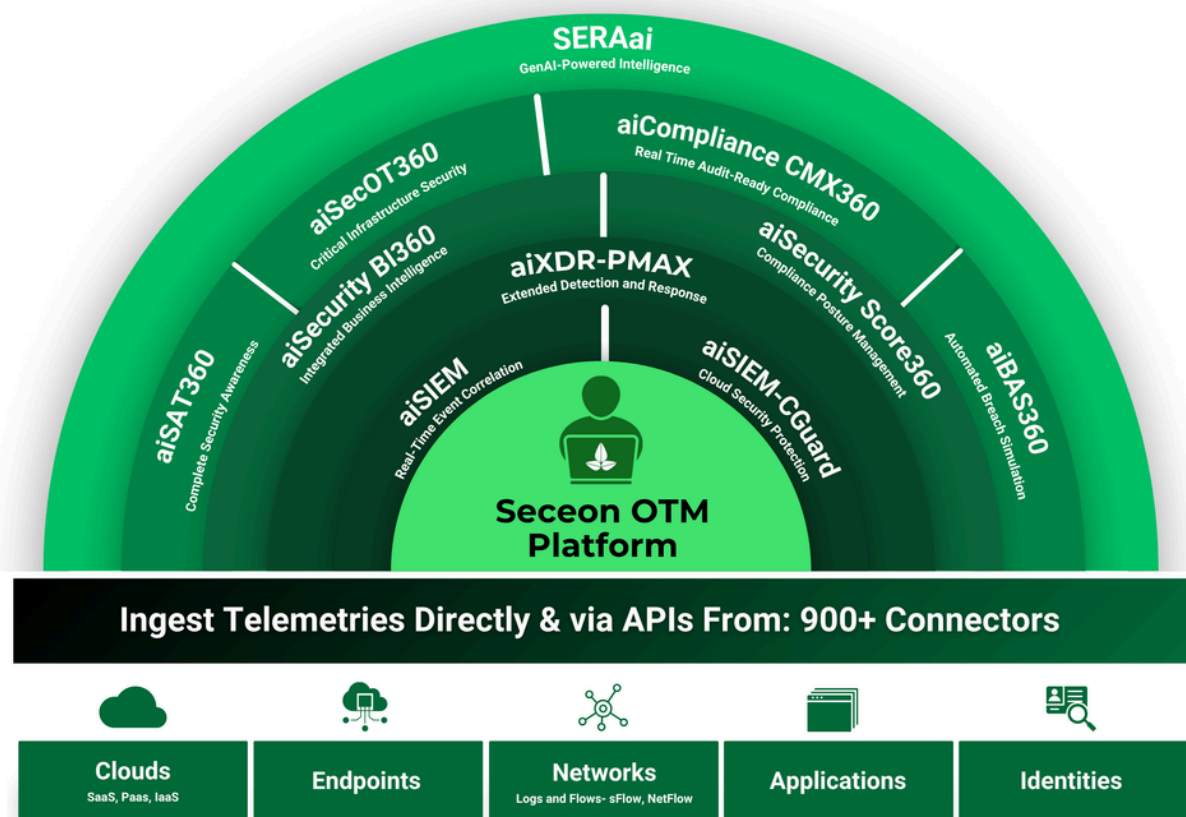 SERAai
GenAI-Powered Intelligence
aiSecOT360
Critical Infrastructure Security
aiCompliance CMX360
Real Time Audit-Ready Compliance
aiSecurity BI360
Integrated Business Intelligence
aiXDR-PMAX
Extended Detection and Response
aiSecurity Score360
Compliance Posture Management
aiSAT360
Complete Security Awareness
aiSIEM
Real-Time Event Correlation
aiSIEM-CGuard
Cloud Security Protection
aiBAS360
Automated Breach Simulation
Seceon OTM
Platform
Ingest Telemetries Directly & via APIs From: 900+ Connectors
Clouds
SaaS, Paas, IaaS
Endpoints
Networks
Logs and Flows- sFlow, NetFlow
Applications
Identities